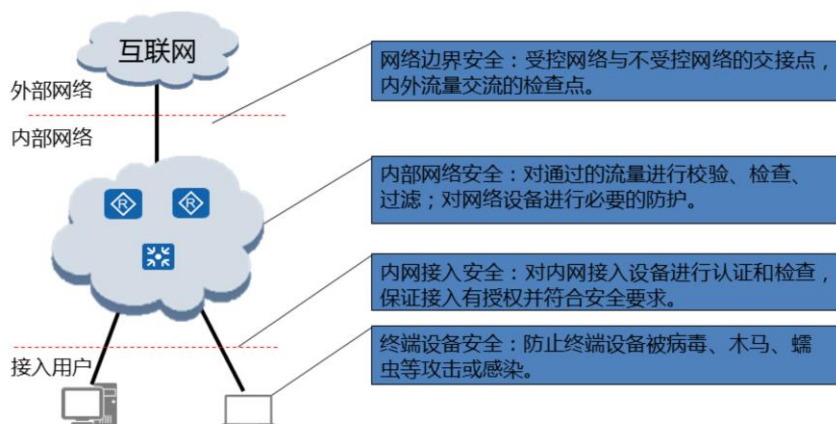 互联网
外部网络
内部网络
R
R
接入用户
网络边界安全：受控网络与不受控网络的交接点，
内外流量交流的检查点。
内部网络安全：对通过的流量进行校验、检查、
过滤；对网络设备进行必要的防护。
内网接入安全：对内网接入设备进行认证和检查，
保证接入有授权并符合安全要求。
终端设备安全：防止终端设备被病毒、木马、蠕
虫等攻击或感染。